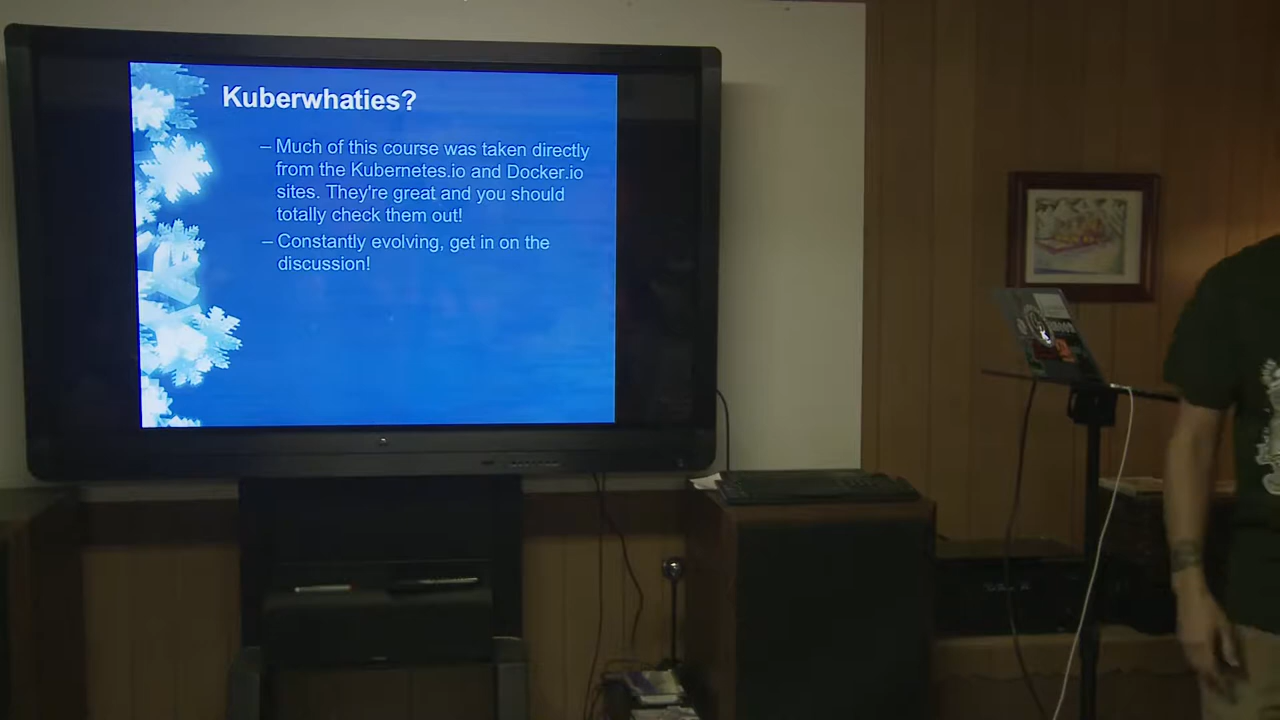 Kuberwhaties?
– Much of this course was taken directly
from the Kubernetes.io and Docker.io
sites. They're great and you should
totally check them out!
– Constantly evolving, get in on the
discussion!